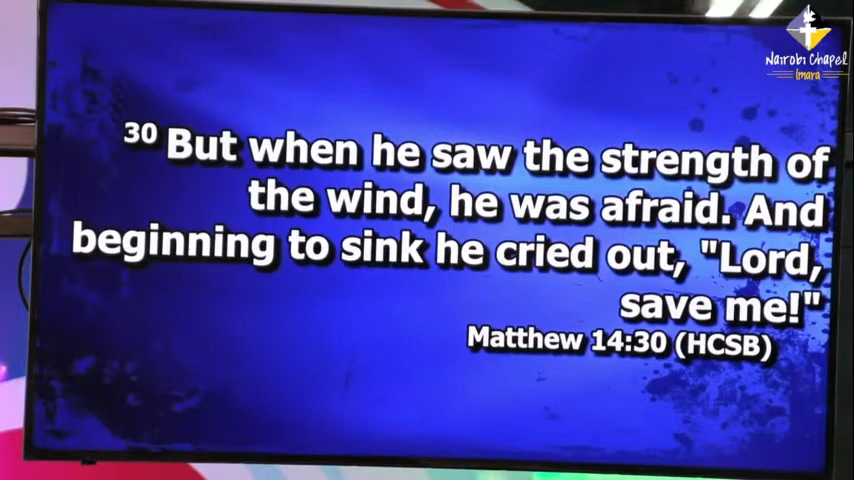 Nairobi Chapel
Imara
30 But when he saw the strength of
the wind, he was afraid. And
beginning to sink he cried out, "Lord,
save me!"
Matthew 14:30 (HCSB)